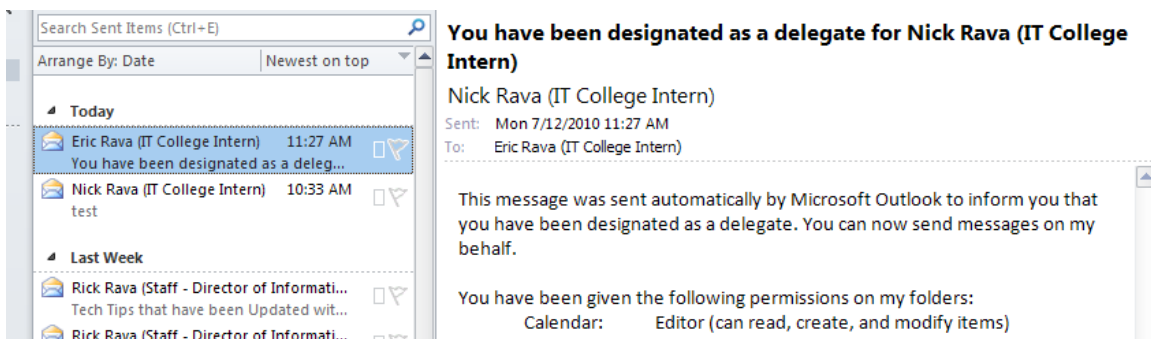 Search Sent Items (Ctrl+E)
Arrange By: Date Newest on top
Today
Eric Rava (IT College Intern) 11:27 AM
You have been designated as a deleg...
Nick Rava (IT College Intern) 10:33 AM
test
Last Week
Rick Rava (Staff - Director of Informati...
Tech Tips that have been Updated wit...
Rick Rava (Staff - Director of Informati...
You have been designated as a delegate for Nick Rava (IT College
Intern)
Nick Rava (IT College Intern)
Sent: Mon 7/12/2010 11:27 AM
To: Eric Rava (IT College Intern)
This message was sent automatically by Microsoft Outlook to inform you that
you have been designated as a delegate. You can now send messages on my
behalf.
You have been given the following permissions on my folders:
Calendar: Editor (can read, create, and modify items)